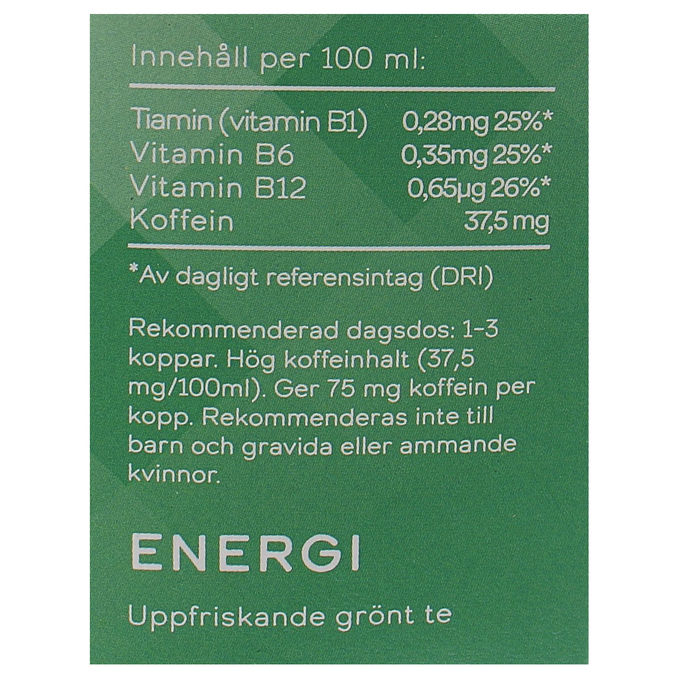 Innehåll per 100 ml:
Tiamin (vitamin B1) 0,28mg 25%*
Vitamin B6 0,35mg 25%*
Vitamin B12 0,65µg 26%*
Koffein 37,5 mg
*Av dagligt referensintag (DRI)
Rekommenderad dagsdos: 1-3
koppar. Hög koffeinhalt (37,5
mg/100ml). Ger 75 mg koffein per
kopp. Rekommenderas inte till
barn och gravida eller ammande
kvinnor.
ENERGI
Uppfriskande grönt te